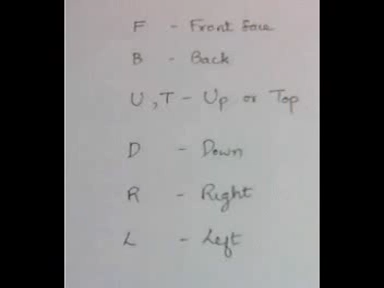 F - Front face
B - Back
U, T - Up or Top
D - Down
R - Right
L - Left